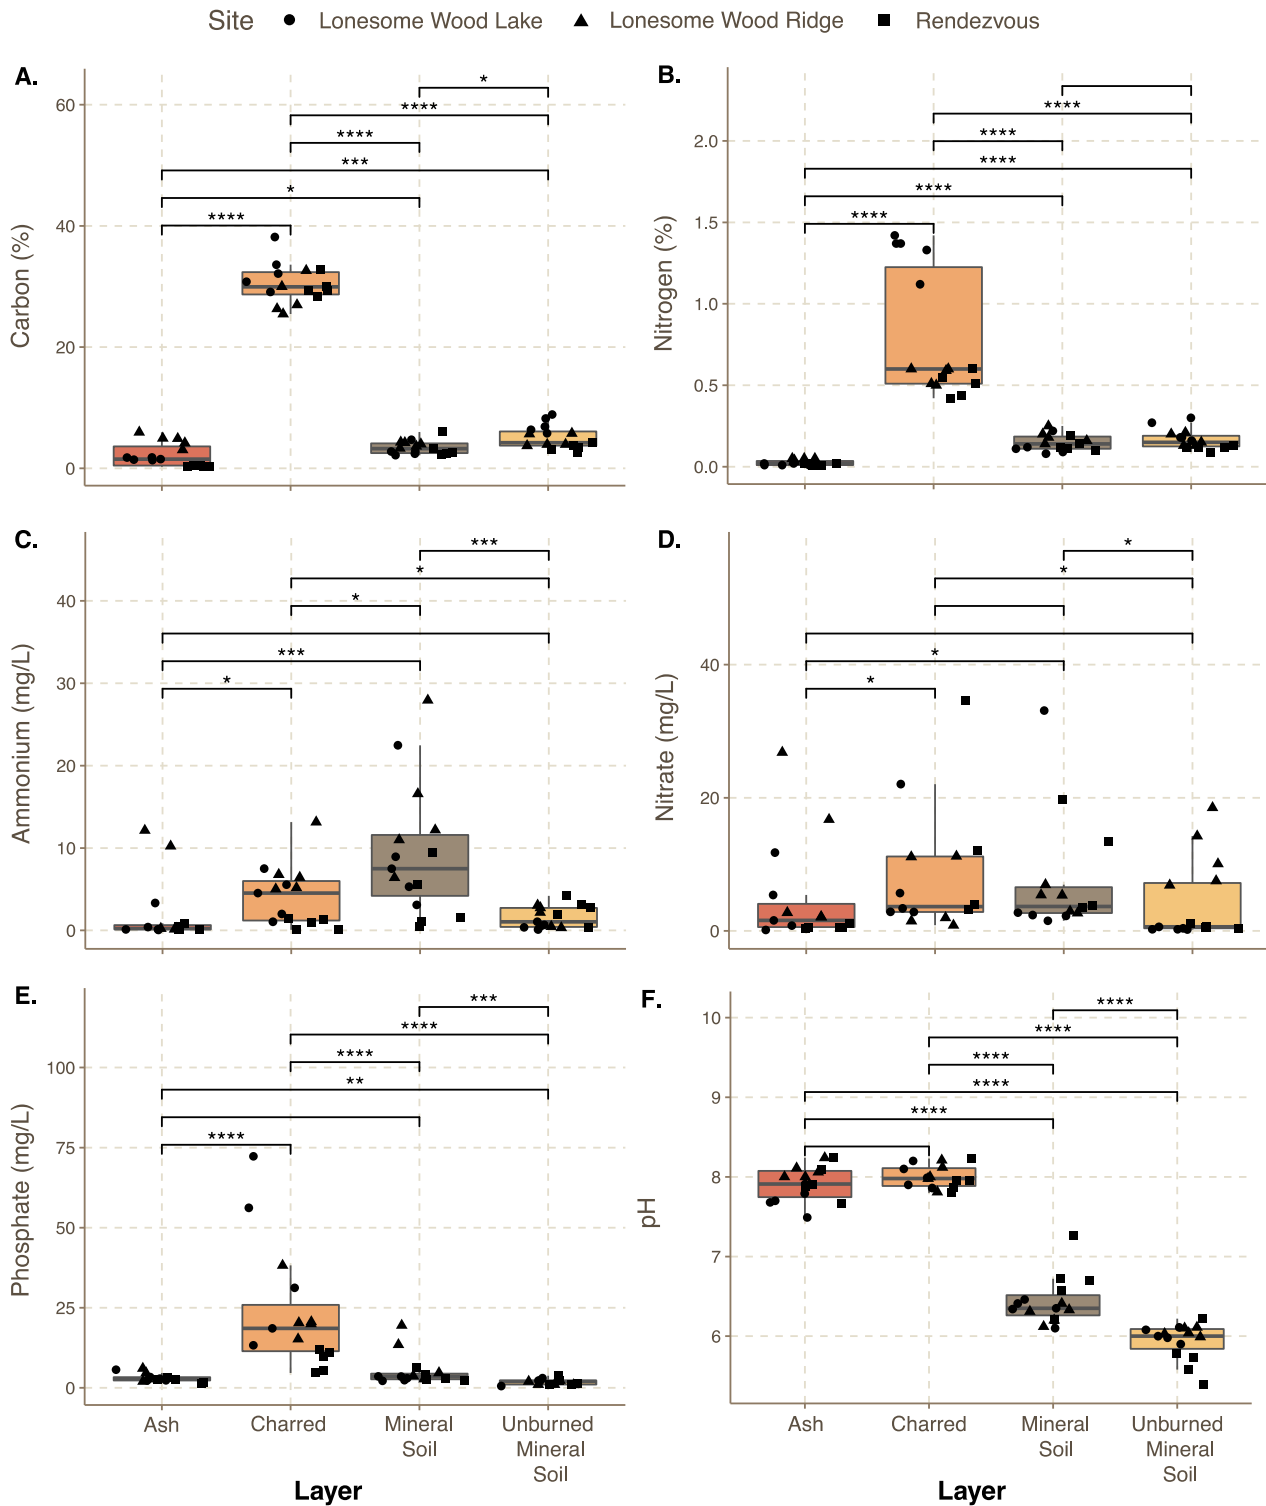 Site Lonesome Wood Lake Lonesome Wood Ridge Rendezvous
A.
Carbon (%)
60
40
20
0
*
****
****
***
*
****
B.
Nitrogen (%)
2.0
1.5
1.0
0.5
0.0
****
****
****
****
****
C.
Ammonium (mg/L)
40
30
20
10
0
***
*
*
***
*
D.
Nitrate (mg/L)
40
20
0
*
*
*
*
E.
Phosphate (mg/L)
100
75
50
25
0
***
****
****
**
****
Ash
Charred
Mineral
Soil
Unburned
Mineral
Soil
Layer
F.
pH
10
9
8
7
6
****
****
****
****
****
Ash
Charred
Mineral
Soil
Unburned
Mineral
Soil
Layer